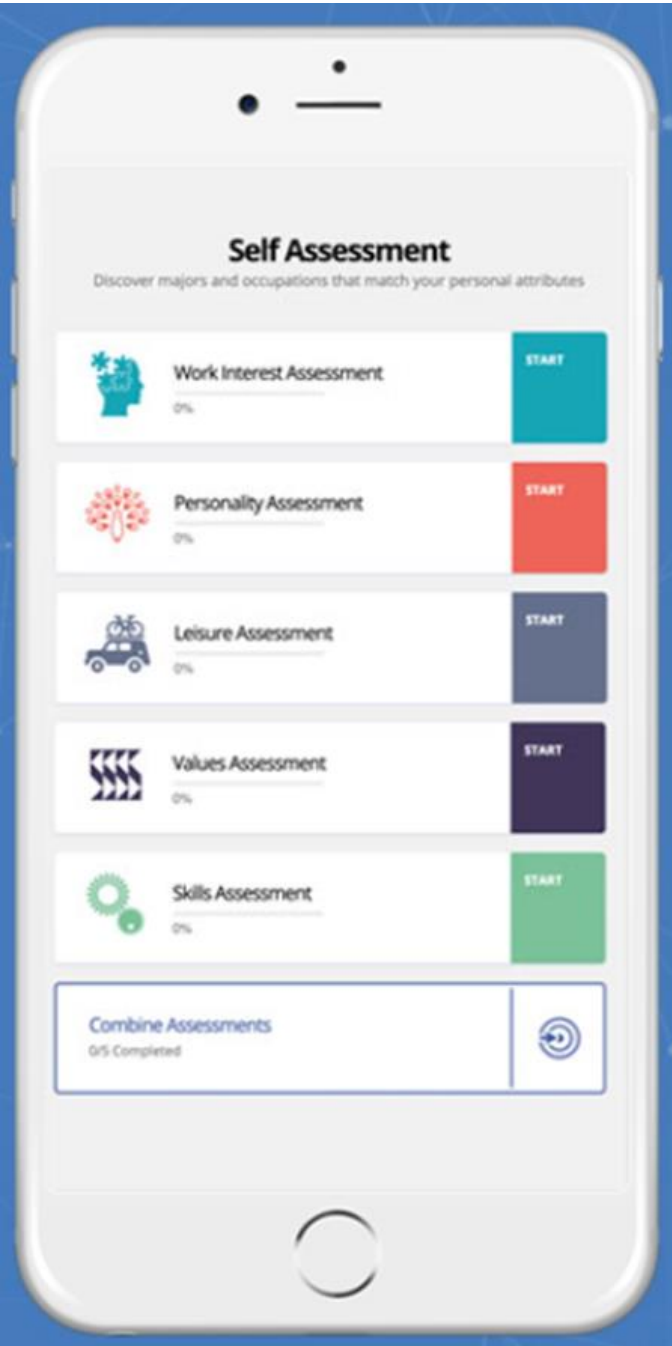 Self Assessment
Discover majors and occupations that match your personal attributes
Work Interest Assessment
START
0%
Personality Assessment
START
0%
Leisure Assessment
START
0%
Values Assessment
START
0%
Skills Assessment
START
0%
Combine Assessments
0/5 Completed